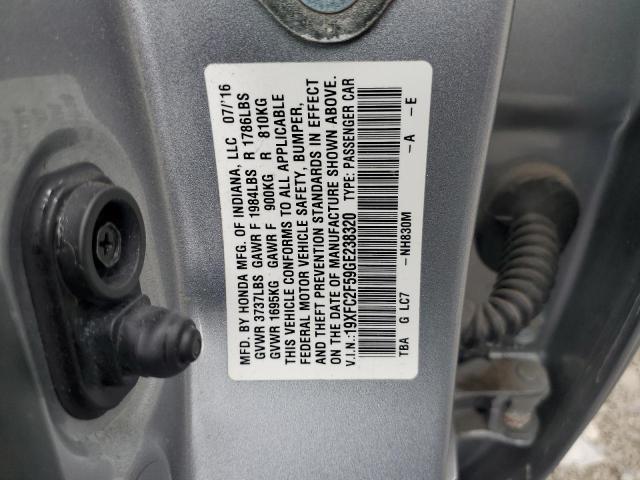 MFD. BY HONDA MFG. OF INDIANA, LLC 07/'16
GVWR 3737LBS GAWR F 1984LBS R 1786LBS
GVWR 1695KG GAWR F 900KG R 810KG
THIS VEHICLE CONFORMS TO ALL APPLICABLE
FEDERAL MOTOR VEHICLE SAFETY, BUMPER,
AND THEFT PREVENTION STANDARDS IN EFFECT
ON THE DATE OF MANUFACTURE SHOWN ABOVE.
V.I.N.:19XFC2F59GE238320 TYPE: PASSENGER CAR
TBA G LC7 -NH830M -A -E